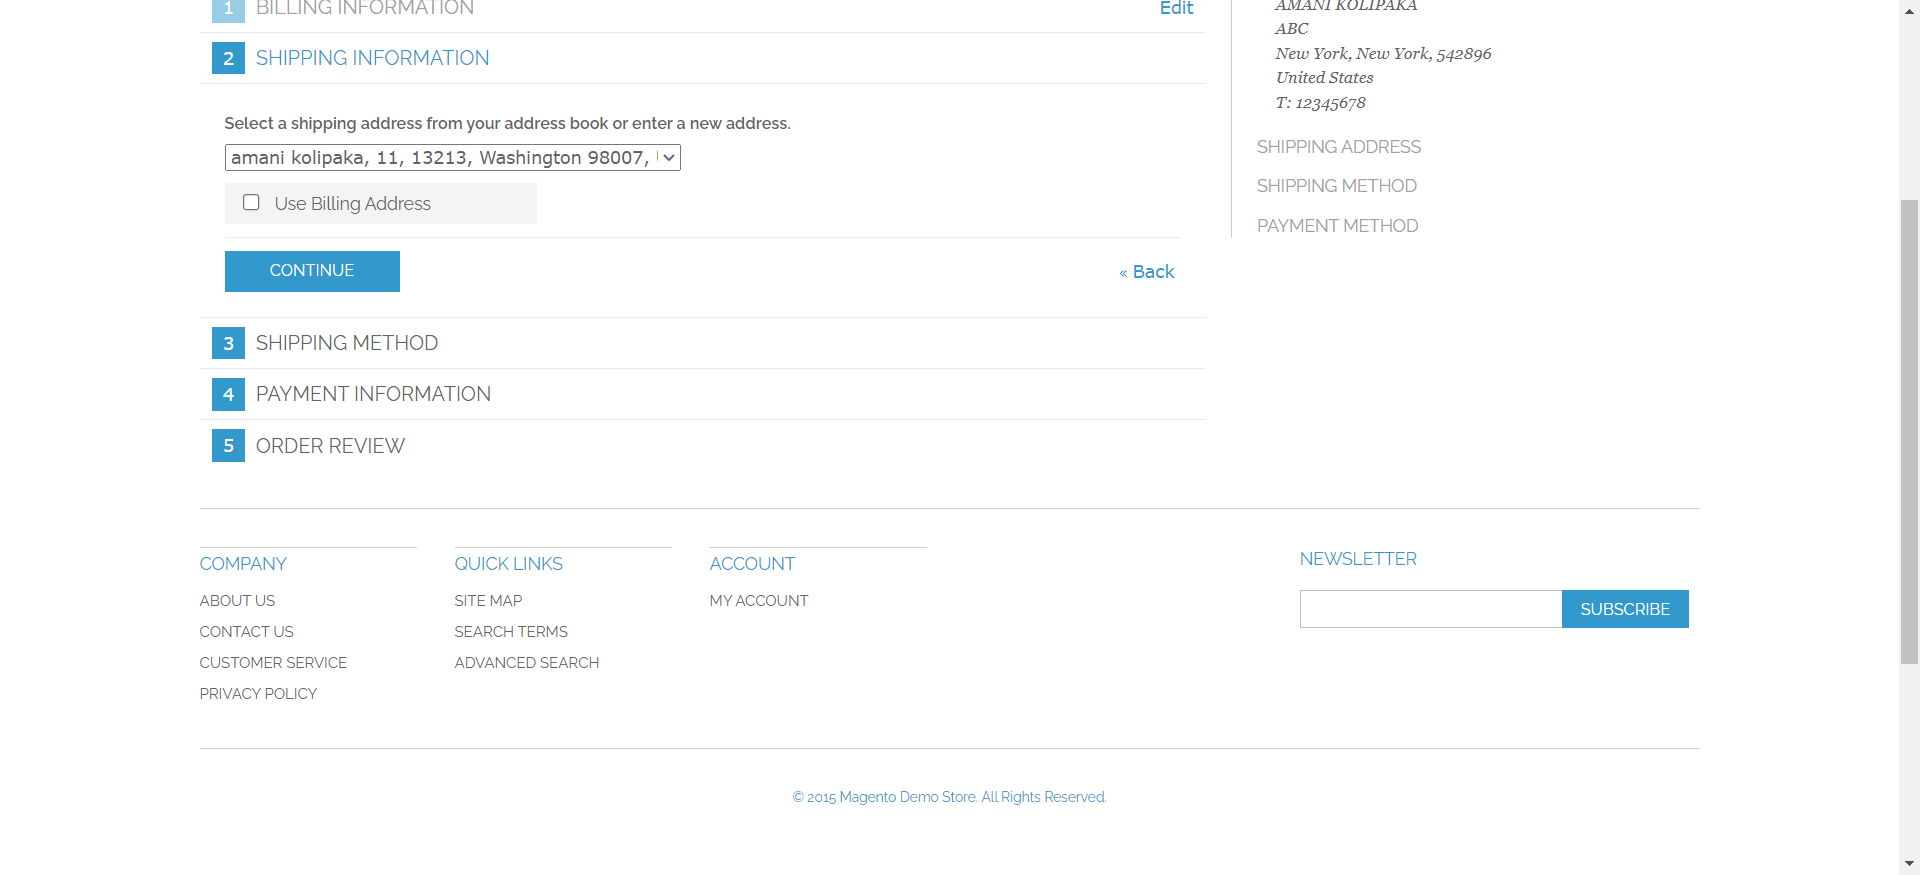 1 BILLING INFORMATION Edit
2 SHIPPING INFORMATION
Select a shipping address from your address book or enter a new address.
amani kolipaka, 11, 13213, Washington 98007,
Use Billing Address
CONTINUE
« Back
3 SHIPPING METHOD
4 PAYMENT INFORMATION
5 ORDER REVIEW
AMANI KOLIPAKA
ABC
New York, New York, 542896
United States
T: 12345678
SHIPPING ADDRESS
SHIPPING METHOD
PAYMENT METHOD
COMPANY
ABOUT US
CONTACT US
CUSTOMER SERVICE
PRIVACY POLICY
QUICK LINKS
SITE MAP
SEARCH TERMS
ADVANCED SEARCH
ACCOUNT
MY ACCOUNT
NEWSLETTER
SUBSCRIBE
© 2015 Magento Demo Store. All Rights Reserved.